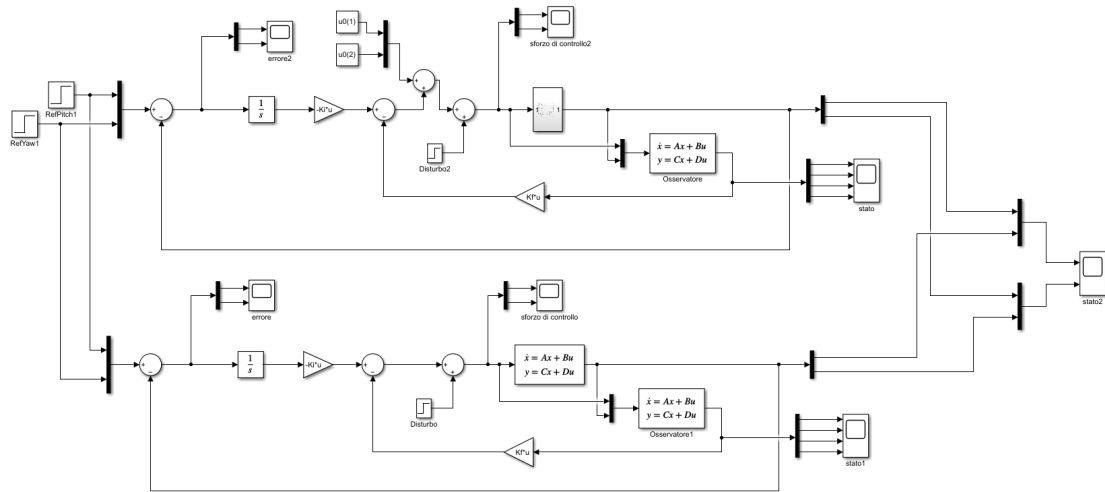 u0(1)
u0(2)
errore2
sforzo di controllo2
RefPitch1
RefYaw1
+
−
1
s
-Ki*u
+
−
+
+
+
+
Disturbo2
1
1
ẋ = Ax + Bu
y = Cx + Du
Osservatore
Kf*u
stato
stato2
errore
sforzo di controllo
+
−
1
s
-Ki*u
+
−
+
+
Disturbo
ẋ = Ax + Bu
y = Cx + Du
ẋ = Ax + Bu
y = Cx + Du
Osservatore1
Kf*u
stato1